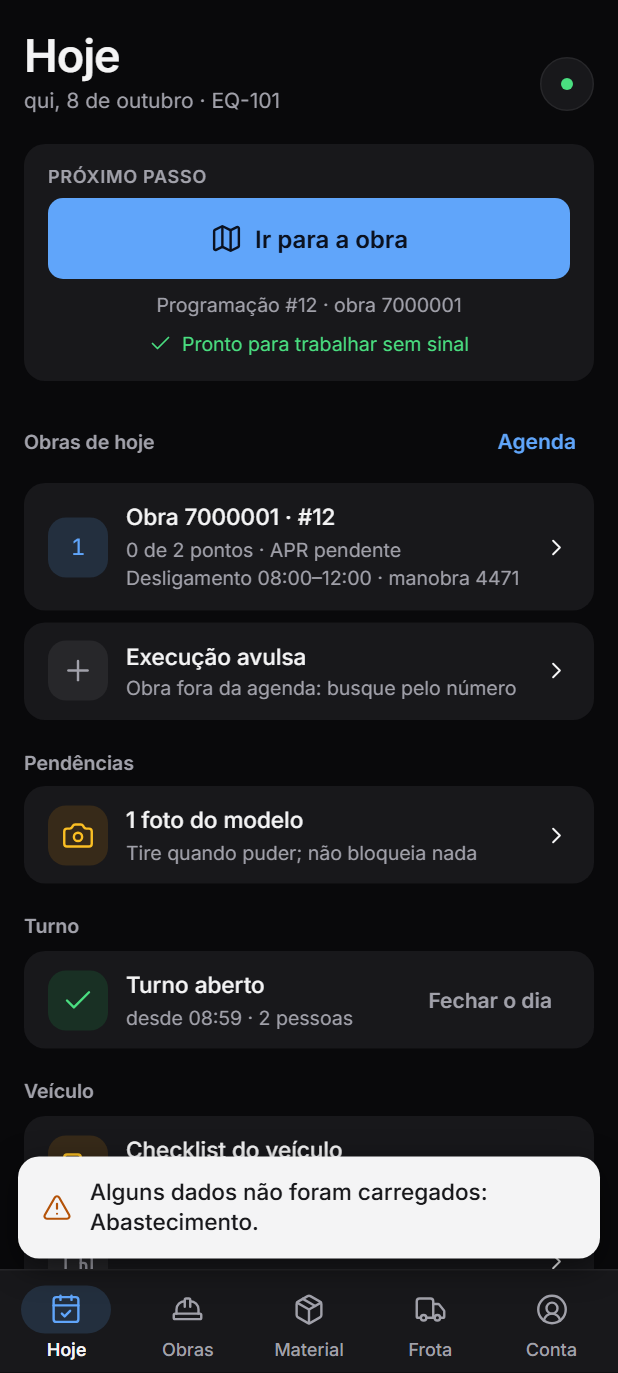 Hoje
qui, 8 de outubro · EQ-101
PRÓXIMO PASSO
Ir para a obra
Programação #12 · obra 7000001
Pronto para trabalhar sem sinal
Obras de hoje
Agenda
1
Obra 7000001 · #12
0 de 2 pontos · APR pendente
Desligamento 08:00–12:00 · manobra 4471
Execução avulsa
Obra fora da agenda: busque pelo número
Pendências
1 foto do modelo
Tire quando puder; não bloqueia nada
Turno
Turno aberto
desde 08:59 · 2 pessoas
Fechar o dia
Veículo
Checklist do veículo
Alguns dados não foram carregados:
Abastecimento.
Hoje
Obras
Material
Frota
Conta